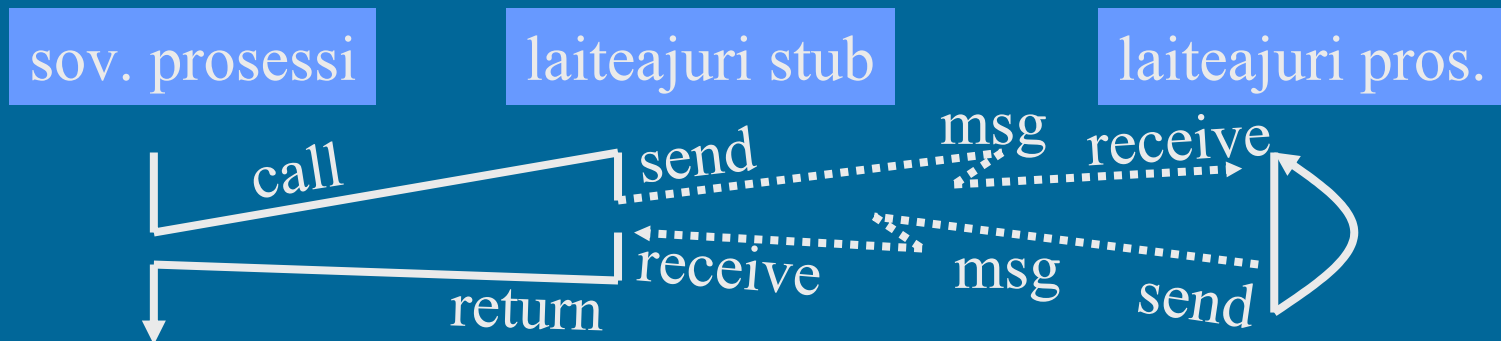 sov. prosessi
laiteajuri stub
laiteajuri pros.
call
send
msg
receive
return
receive
msg
send